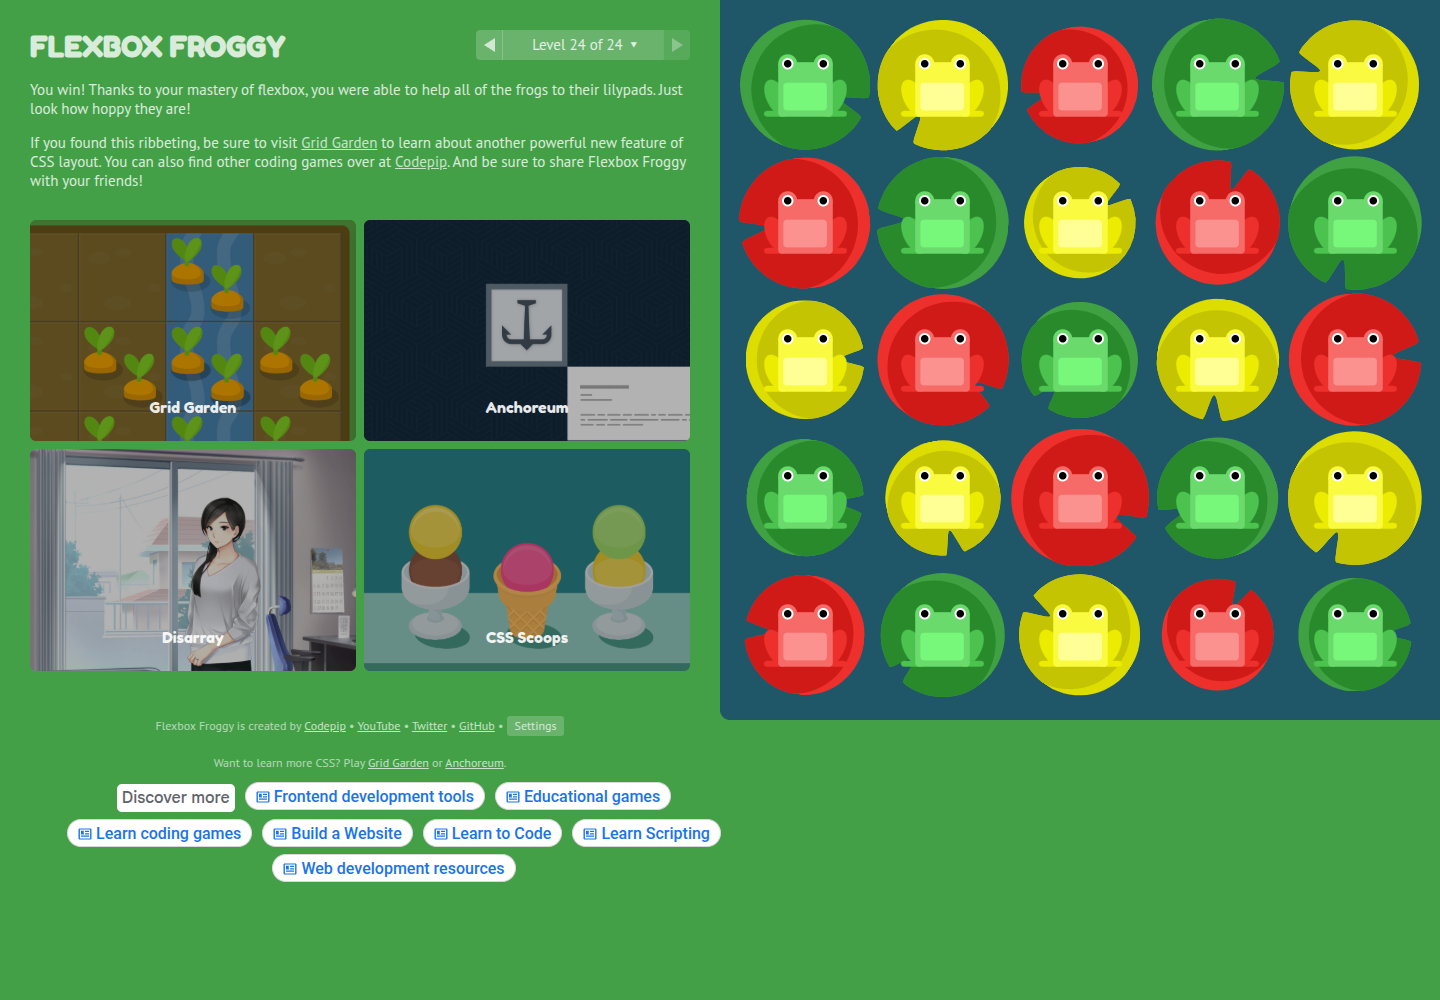 FLEXBOX FROGGY
Level 24 of 24 ▼
You win! Thanks to your mastery of flexbox, you were able to help all of the frogs to their lilypads. Just
look how hoppy they are!
If you found this ribbeting, be sure to visit Grid Garden to learn about another powerful new feature of
CSS layout. You can also find other coding games over at Codepip. And be sure to share Flexbox Froggy
with your friends!
Grid Garden
Anchoreum
Disarray
CSS Scoops
Flexbox Froggy is created by Codepip • YouTube • Twitter • GitHub • Settings
Want to learn more CSS? Play Grid Garden or Anchoreum.
Discover more
Frontend development tools
Educational games
Learn coding games
Build a Website
Learn to Code
Learn Scripting
Web development resources